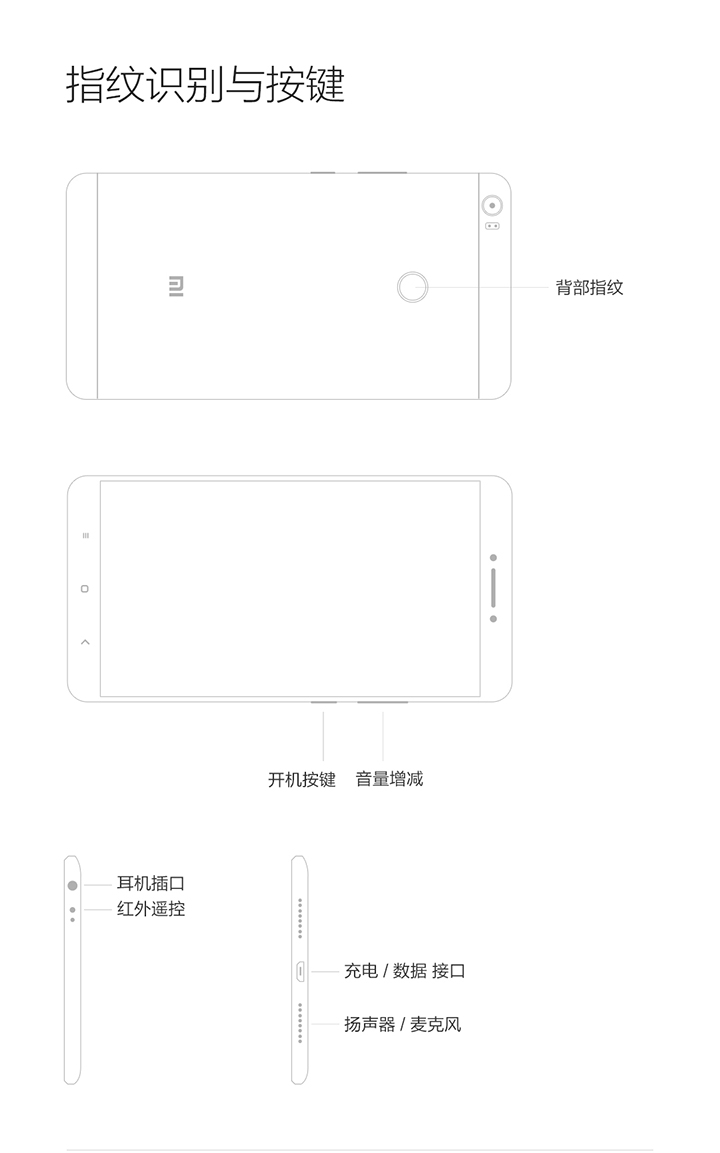 指纹识别与按键
背部指纹
开机按键 音量增减
耳机插口
红外遥控
充电 / 数据 接口
扬声器 / 麦克风